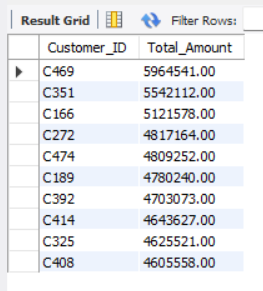 Result Grid Filter Rows:
Customer_ID Total_Amount
C469 5964541.00
C351 5542112.00
C166 5121578.00
C272 4817164.00
C474 4809252.00
C189 4780240.00
C392 4703073.00
C414 4643627.00
C325 4625521.00
C408 4605558.00